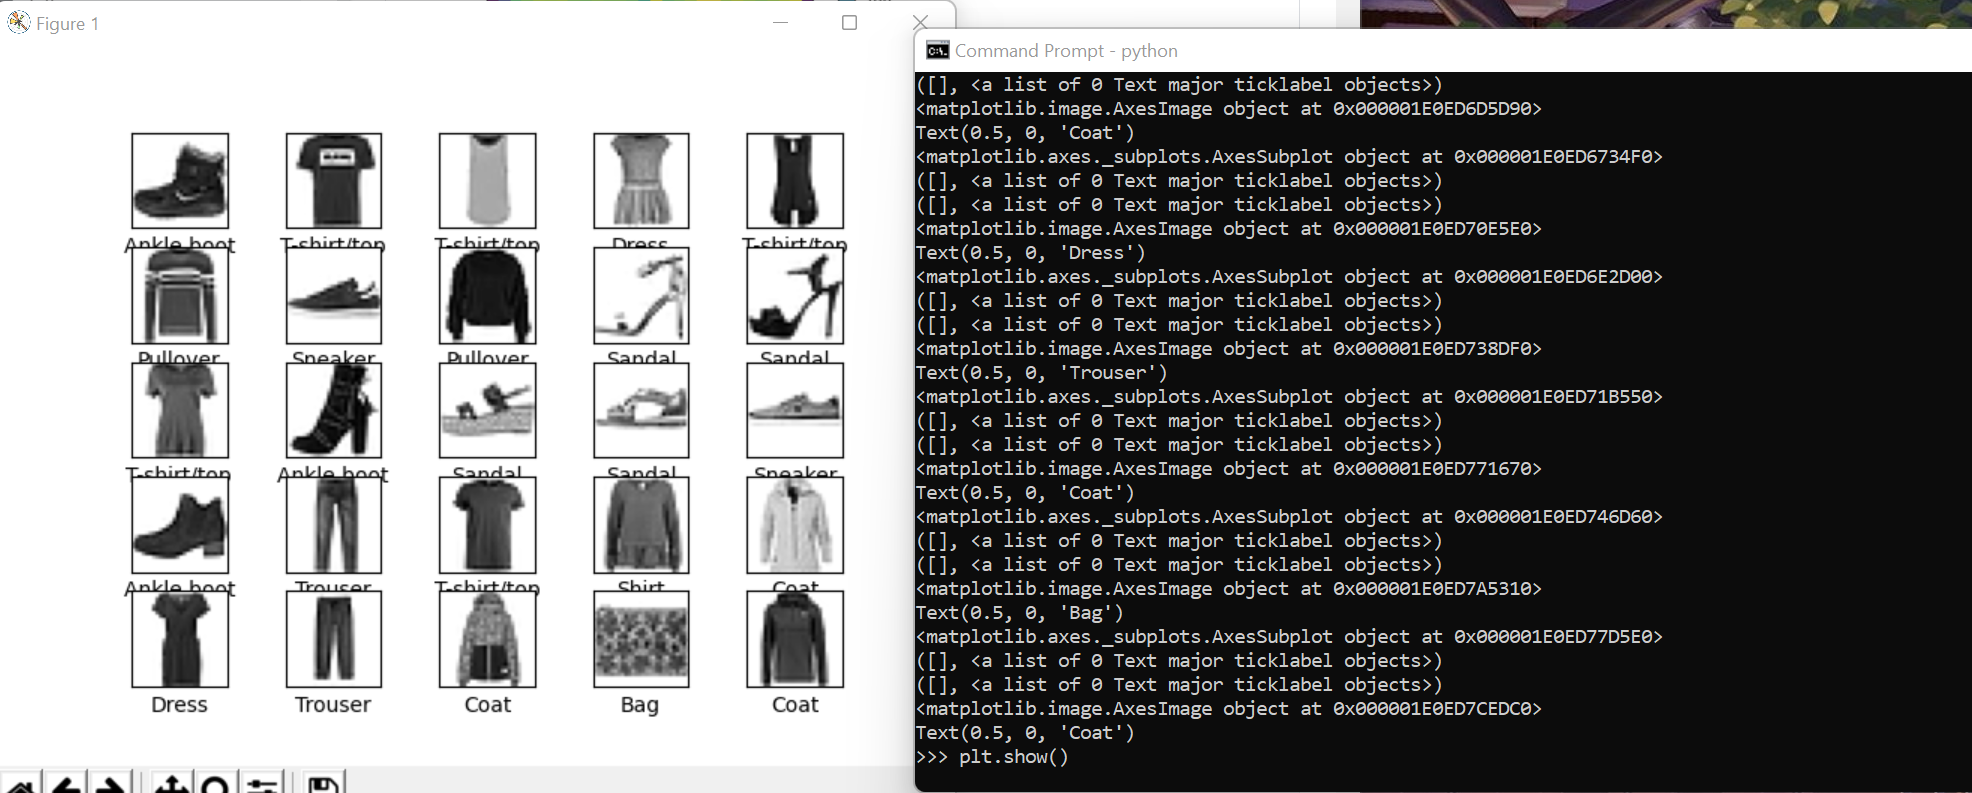 Figure 1
Ankle boot T-shirt/top T-shirt/top Dress T-shirt/top
Pullover Sneaker Pullover Sandal Sandal
T-shirt/top Ankle boot Sandal Sandal Sneaker
Ankle boot Trouser T-shirt/top Shirt Coat
Dress Trouser Coat Bag Coat
Command Prompt - python
([], <a list of 0 Text major ticklabel objects>)
<matplotlib.image.AxesImage object at 0x000001E0ED6D5D90>
Text(0.5, 0, 'Coat')
<matplotlib.axes._subplots.AxesSubplot object at 0x000001E0ED6734F0>
([], <a list of 0 Text major ticklabel objects>)
([], <a list of 0 Text major ticklabel objects>)
<matplotlib.image.AxesImage object at 0x000001E0ED70E5E0>
Text(0.5, 0, 'Dress')
<matplotlib.axes._subplots.AxesSubplot object at 0x000001E0ED6E2D00>
([], <a list of 0 Text major ticklabel objects>)
([], <a list of 0 Text major ticklabel objects>)
<matplotlib.image.AxesImage object at 0x000001E0ED738DF0>
Text(0.5, 0, 'Trouser')
<matplotlib.axes._subplots.AxesSubplot object at 0x000001E0ED71B550>
([], <a list of 0 Text major ticklabel objects>)
([], <a list of 0 Text major ticklabel objects>)
<matplotlib.image.AxesImage object at 0x000001E0ED771670>
Text(0.5, 0, 'Coat')
<matplotlib.axes._subplots.AxesSubplot object at 0x000001E0ED746D60>
([], <a list of 0 Text major ticklabel objects>)
([], <a list of 0 Text major ticklabel objects>)
<matplotlib.image.AxesImage object at 0x000001E0ED7A5310>
Text(0.5, 0, 'Bag')
<matplotlib.axes._subplots.AxesSubplot object at 0x000001E0ED77D5E0>
([], <a list of 0 Text major ticklabel objects>)
([], <a list of 0 Text major ticklabel objects>)
<matplotlib.image.AxesImage object at 0x000001E0ED7CEDC0>
Text(0.5, 0, 'Coat')
>>> plt.show()